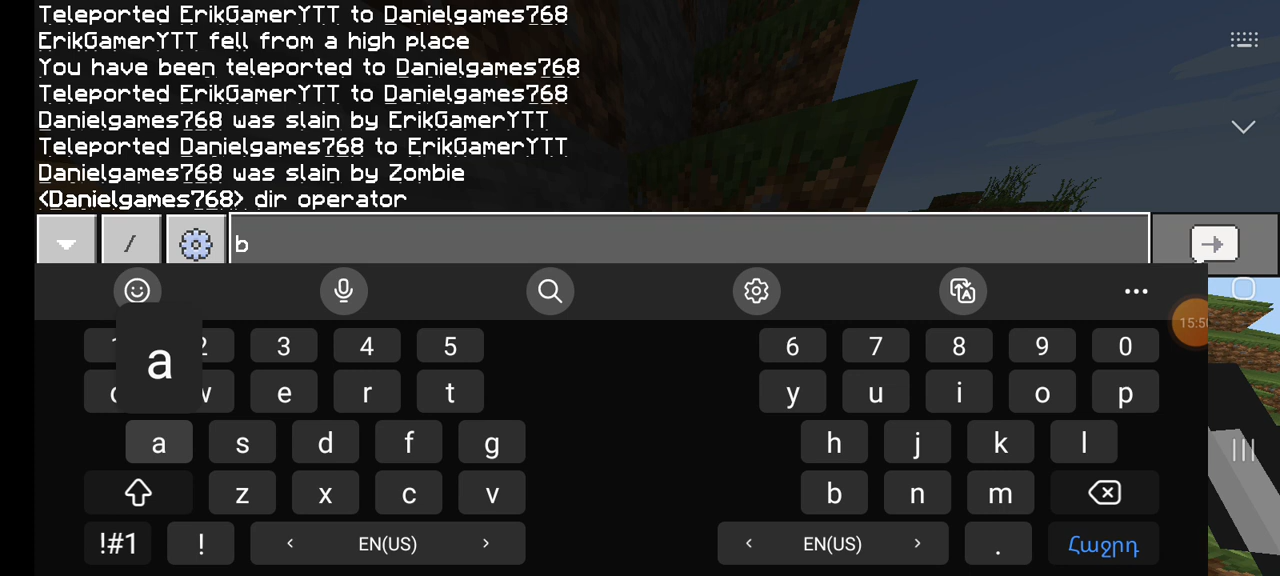 Teleported ErikGamerYTT to Danielgames768
ErikGamerYTT fell from a high place
You have been teleported to Danielgames768
Teleported ErikGamerYTT to Danielgames768
Danielgames768 was slain by ErikGamerYTT
Teleported Danielgames768 to ErikGamerYTT
Danielgames768 was slain by Zombie
<Danielgames768> dir operator
/ b
a
3 4 5 6 7 8 9 0
e r t y u i o p
a s d f g h j k l
z x c v b n m
!#1 ! < EN(US) > < EN(US) > . Հաջրդ